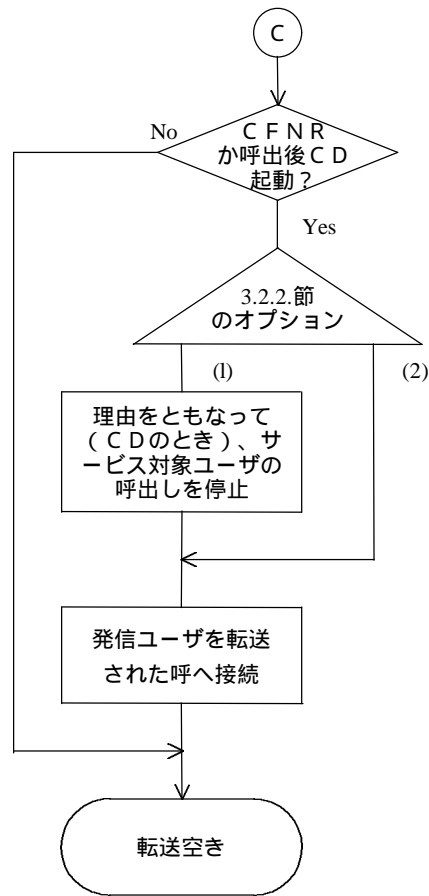 C
No
ＣＦＮＲ
か呼出後ＣＤ
起動？
Yes
3.2.2.節
のオプション
(1)
(2)
理由をともなって
（ＣＤのとき）、サ
ービス対象ユーザの
呼出しを停止
発信ユーザを転送
された呼へ接続
転送空き